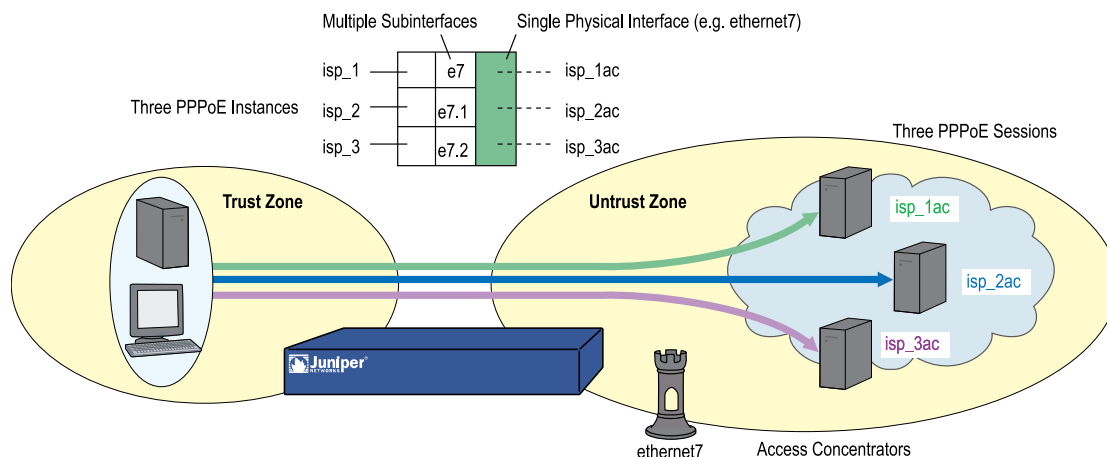 Multiple Subinterfaces
Single Physical Interface (e.g. ethernet7)
isp_1
e7
isp_1ac
Three PPPoE Instances
isp_2
e7.1
isp_2ac
isp_3
e7.2
isp_3ac
Three PPPoE Sessions
Trust Zone
Untrust Zone
isp_1ac
isp_2ac
isp_3ac
Juniper®
NETWORKS
ethernet7
Access Concentrators